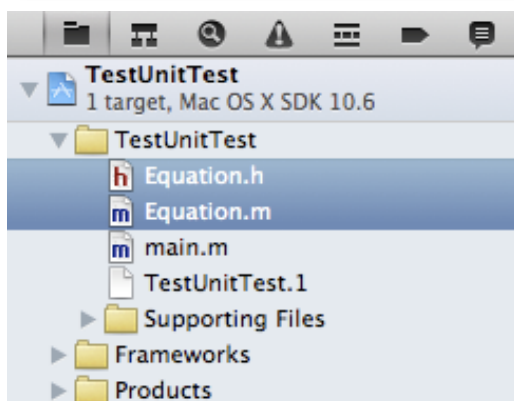 TestUnitTest
1 target, Mac OS X SDK 10.6
TestUnitTest
h Equation.h
m Equation.m
m main.m
TestUnitTest.1
Supporting Files
Frameworks
Products